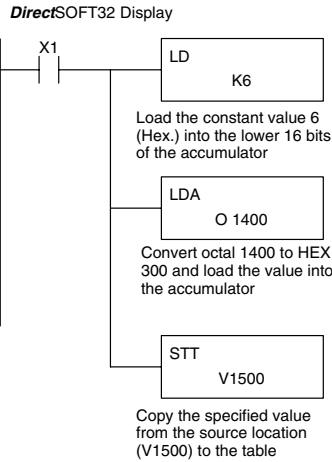 DirectSOFT32 Display
X1
LD
K6
Load the constant value 6
(Hex.) into the lower 16 bits
of the accumulator
LDA
O 1400
Convert octal 1400 to HEX
300 and load the value into
the accumulator
STT
V1500
Copy the specified value
from the source location
(V1500) to the table